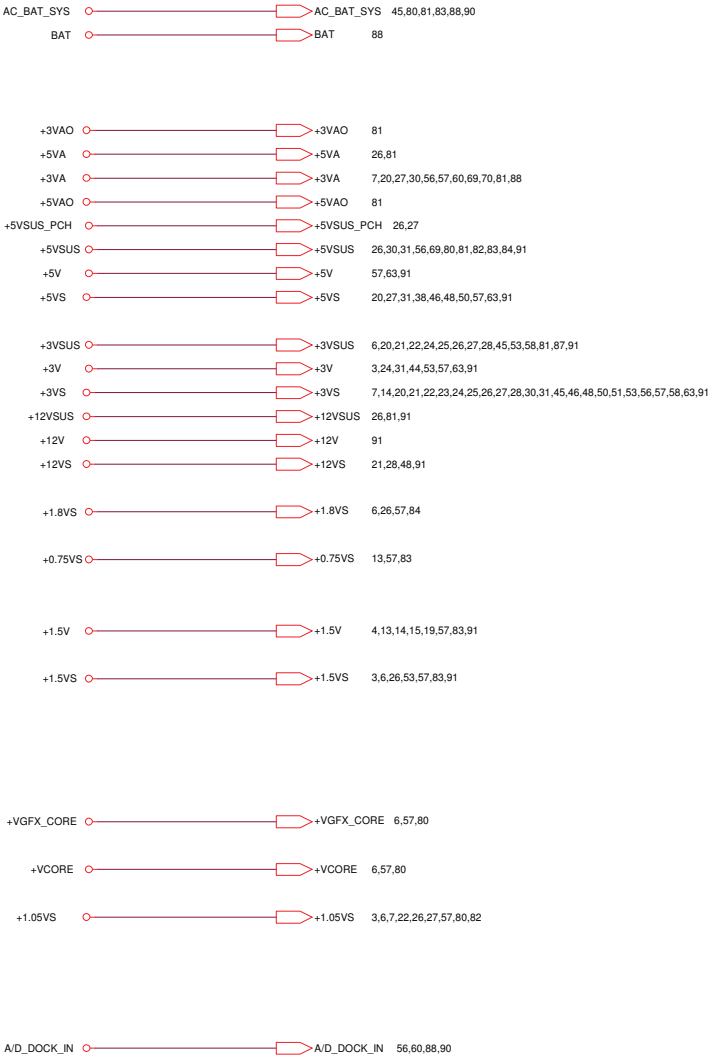 AC_BAT_SYS AC_BAT_SYS 45,80,81,83,88,90
BAT BAT 88
+3VAO +3VAO 81
+5VA +5VA 26,81
+3VA +3VA 7,20,27,30,56,57,60,69,70,81,88
+5VAO +5VAO 81
+5VSUS_PCH +5VSUS_PCH 26,27
+5VSUS +5VSUS 26,30,31,56,69,80,81,82,83,84,91
+5V +5V 57,63,91
+5VS +5VS 20,27,31,38,46,48,50,57,63,91
+3VSUS +3VSUS 6,20,21,22,24,25,26,27,28,45,53,58,81,87,91
+3V +3V 3,24,31,44,53,57,63,91
+3VS +3VS 7,14,20,21,22,23,24,25,26,27,28,30,31,45,46,48,50,51,53,56,57,58,63,91
+12VSUS +12VSUS 26,81,91
+12V +12V 91
+12VS +12VS 21,28,48,91
+1.8VS +1.8VS 6,26,57,84
+0.75VS +0.75VS 13,57,83
+1.5V +1.5V 4,13,14,15,19,57,83,91
+1.5VS +1.5VS 3,6,26,53,57,83,91
+VGFX_CORE +VGFX_CORE 6,57,80
+VCORE +VCORE 6,57,80
+1.05VS +1.05VS 3,6,7,22,26,27,57,80,82
A/D_DOCK_IN A/D_DOCK_IN 56,60,88,90